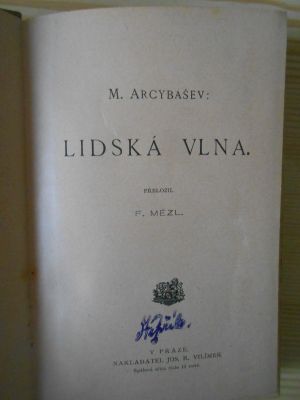 M. ARCYBAŠEV:
LIDSKÁ VLNA.
PŘELOŽIL
F. MÉZL.
V PRAZE.
NAKLADATEL JOS. R. VILÍMEK